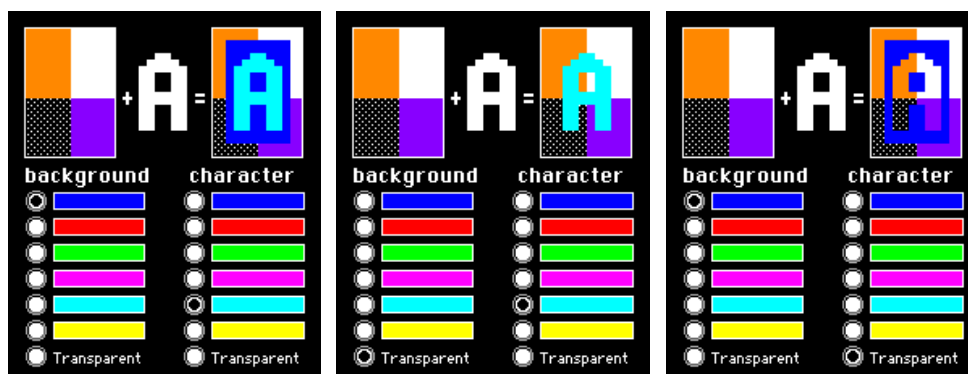 + A = A
background character
Transparent Transparent
+ A = A
background character
Transparent Transparent
+ A = A
background character
Transparent Transparent